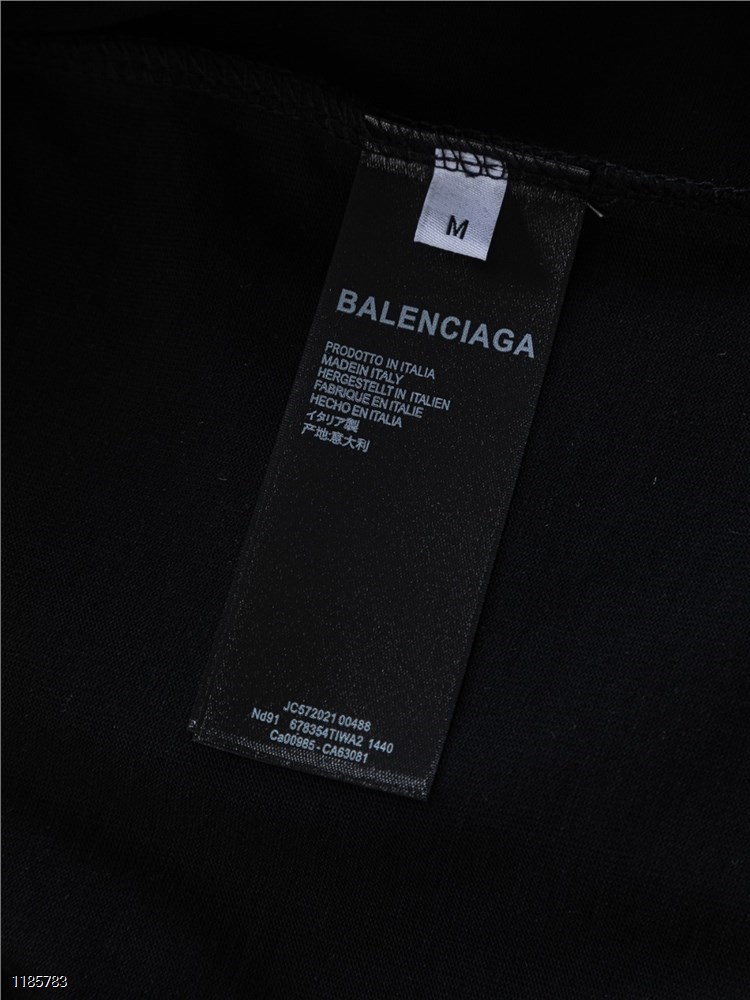 M
BALENCIAGA
PRODOTTO IN ITALIA
MADEIN ITALY
HERGESTELLT IN ITALIEN
FABRIQUE EN ITALIE
HECHO EN ITALIA
イタリア製
产地:意大利
JC572021 00488
Nd91 678354TIWA2 1440
Ca00965-CA63081
1185783